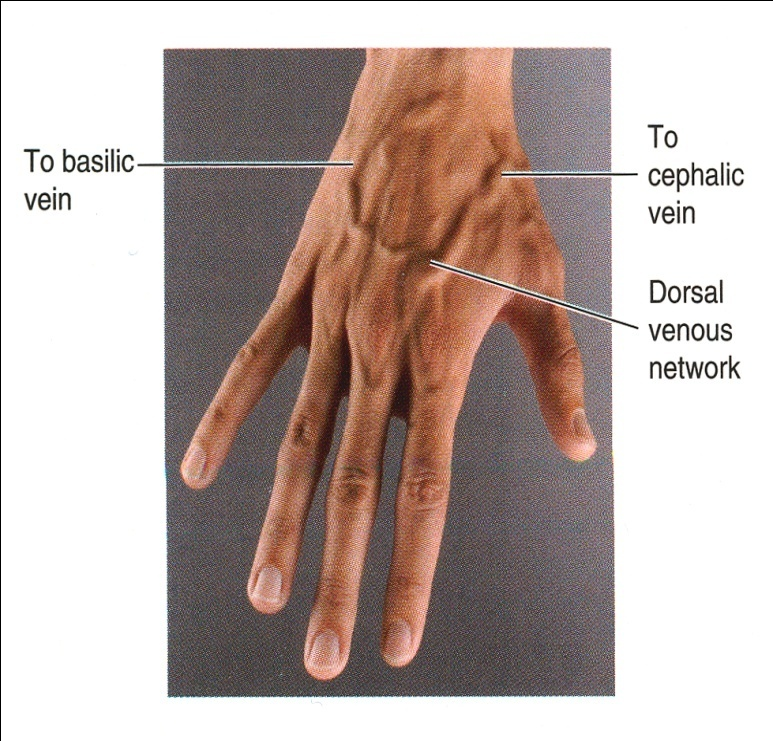 To basilic
vein
To
cephalic
vein
Dorsal
venous
network